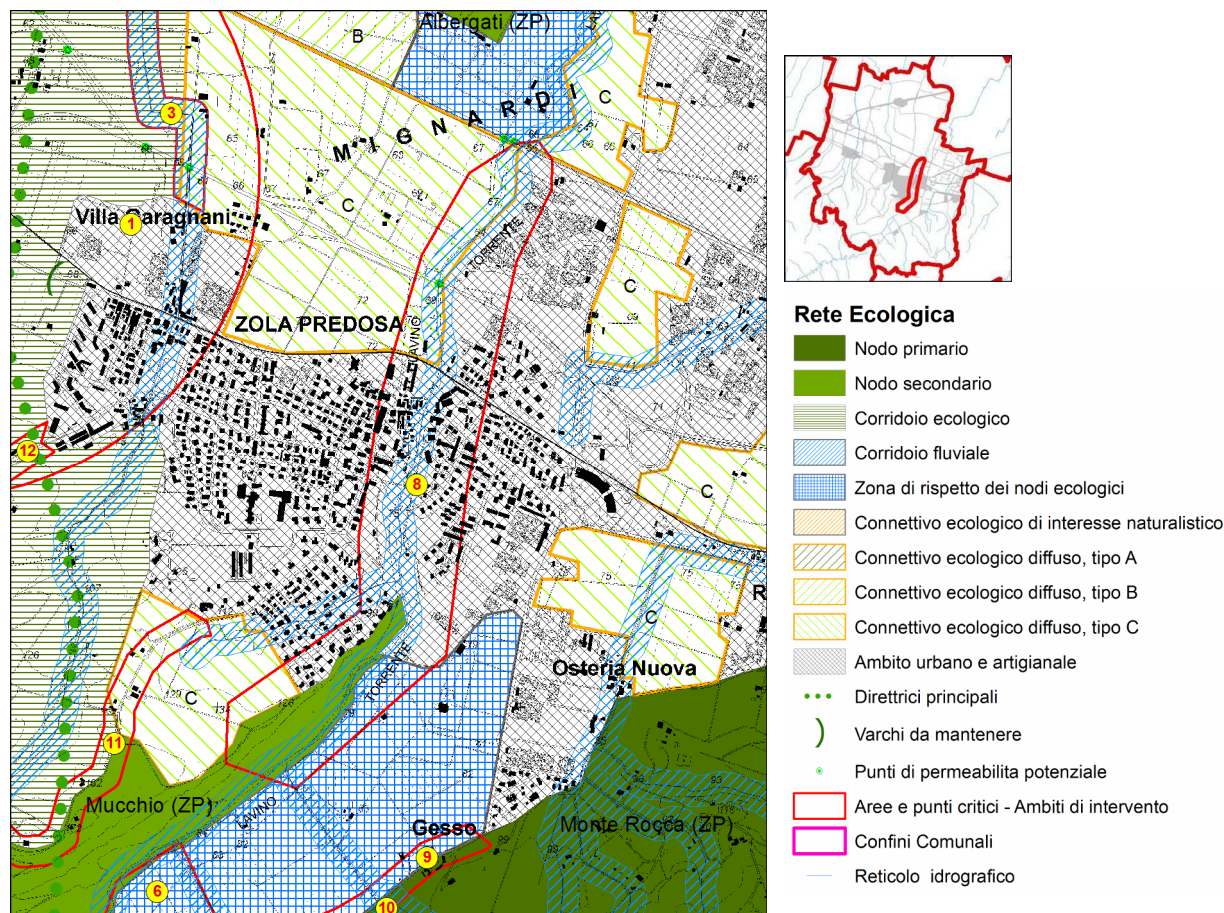 Albergati (ZP)
B
C
3
M I G N A R D I
C
Villa Garagnani
1
TORRENTE
C
ZOLA PREDOSA
LAVINO
12
8
C
C
Osteria Nuova
R
TORRENTE
C
11
Mucchio (ZP)
LAVINO
Gesso
Monte Rocca (ZP)
9
6
10
Rete Ecologica
Nodo primario
Nodo secondario
Corridoio ecologico
Corridoio fluviale
Zona di rispetto dei nodi ecologici
Connettivo ecologico di interesse naturalistico
Connettivo ecologico diffuso, tipo A
Connettivo ecologico diffuso, tipo B
Connettivo ecologico diffuso, tipo C
Ambito urbano e artigianale
Direttrici principali
Varchi da mantenere
Punti di permeabilita potenziale
Aree e punti critici - Ambiti di intervento
Confini Comunali
Reticolo idrografico